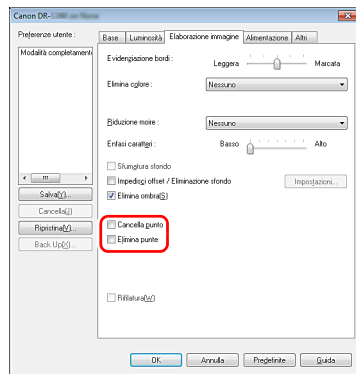 Canon DR-
Preferenze utente :
Modalità completamente
Salva(Y)...
Cancella(J)
Ripristina(V)...
Back Up(X)...
Base Luminosità Elaborazione immagine Alimentazione Altri
Evidenziazione bordi :
Leggera Marcata
Elimina colore :
Nessuno
Riduzione moire :
Nessuno
Enfasi caratteri :
Basso Alto
Sfumatura sfondo
Impedisci offset / Eliminazione sfondo
Impostazioni...
Elimina ombra(S)
Cancella punto
Elimina punte
Rifilatura(W)
OK Annulla Predefinite Guida